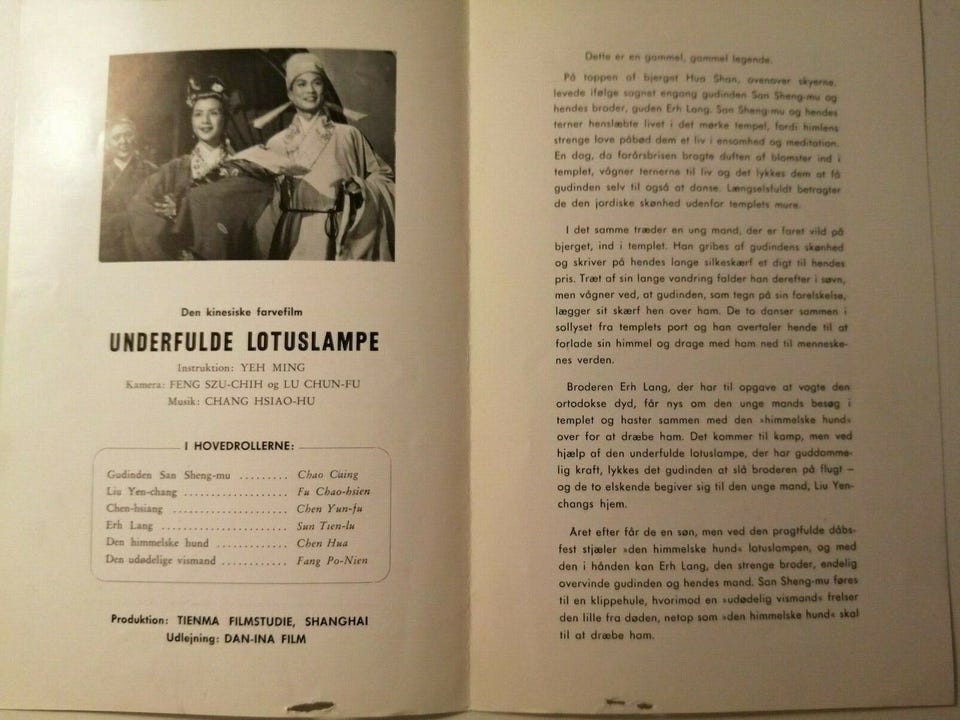 Den kinesiske farvefilm
UNDERFULDE LOTUSLAMPE
Instruktion: YEH MING
Kamera: FENG SZU-CHIH og LU CHUN-FU
Musik: CHANG HSIAO-HU
I HOVEDROLLERNE:
Gudinden San Sheng-mu ......... Chao Ching
Liu Yen-chang ................... Fu Chao-hsien
Chen-hsiang ..................... Chen Yun-fu
Erh Lang ....................... Sun Tien-lu
Den himmelske hund ............. Chen Hua
Den udødelige vismand ............ Fang Po-Nien
Produktion: TIENMA FILMSTUDIE, SHANGHAI
Udlejning: DAN-INA FILM
Dette er en gammel, gammel legende.
På toppen af bjerget Hua Shan, ovenover skyerne,
levede ifølge sagnet engang gudinden San Sheng-mu og
hendes broder, guden Erh Lang. San Sheng-mu og hendes
terner henslæbte livet i det mørke tempel, fordi himlens
strenge love påbød dem et liv i ensomhed og meditation.
En dag, da forårsbrisen bragte duften af blomster ind i
templet, vågner ternerne til liv og det lykkes dem at få
gudinden selv til også at danse. Længselsfuldt betragter
de den jordiske skønhed udenfor templets mure.
I det samme træder en ung mand, der er faret vild på
bjerget, ind i templet. Han gribes af gudindens skønhed
og skriver på hendes lange silkeskærf et digt til hendes
pris. Træt af sin lange vandring falder han derefter i søvn,
men vågner ved, at gudinden, som tegn på sin forelskelse,
lægger sit skærf hen over ham. De to danser sammen i
sollyset fra templets port og han overtaler hende til at
forlade sin himmel og drage med ham ned til menneske-
nes verden.
Broderen Erh Lang, der har til opgave at vogte den
ortodokse dyd, får nys om den unge mands besøg i
templet og haster sammen med den »himmelske hund«
over for at dræbe ham. Det kommer til kamp, men ved
hjælp af den underfulde lotuslampe, der har guddomme-
lig kraft, lykkes det gudinden at slå broderen på flugt –
og de to elskende begiver sig til den unge mand, Liu Yen-
changs hjem.
Året efter får de en søn, men ved den pragtfulde dåbs-
fest stjæler »den himmelske hund« lotuslampen, og med
den i hånden kan Erh Lang, den strenge broder, endelig
overvinde gudinden og hendes mand. San Sheng-mu føres
til en klippehule, hvorimod en »udødelig vismand« frelser
den lille fra døden, netop som »den himmelske hund« skal
til at dræbe ham.